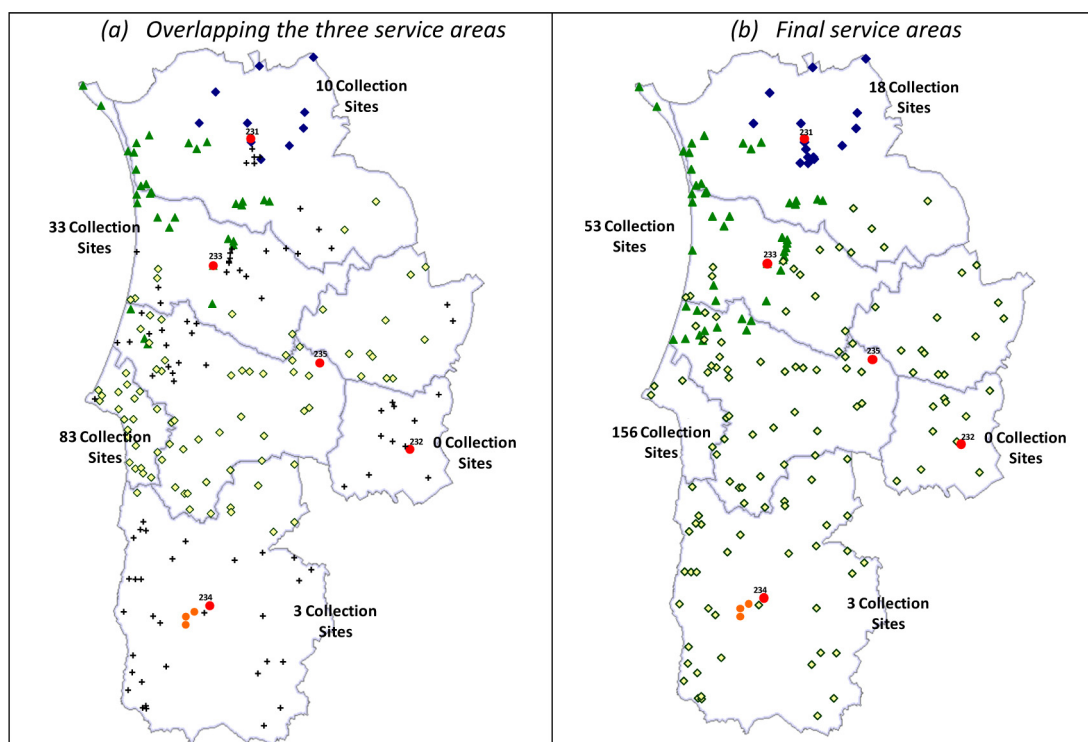 (a) Overlapping the three service areas
10 Collection
Sites
231
33 Collection
Sites
233
235
83 Collection
Sites
232
0 Collection
Sites
234
3 Collection
Sites
(b) Final service areas
18 Collection
Sites
231
53 Collection
Sites
233
235
156 Collection
Sites
232
0 Collection
Sites
234
3 Collection
Sites